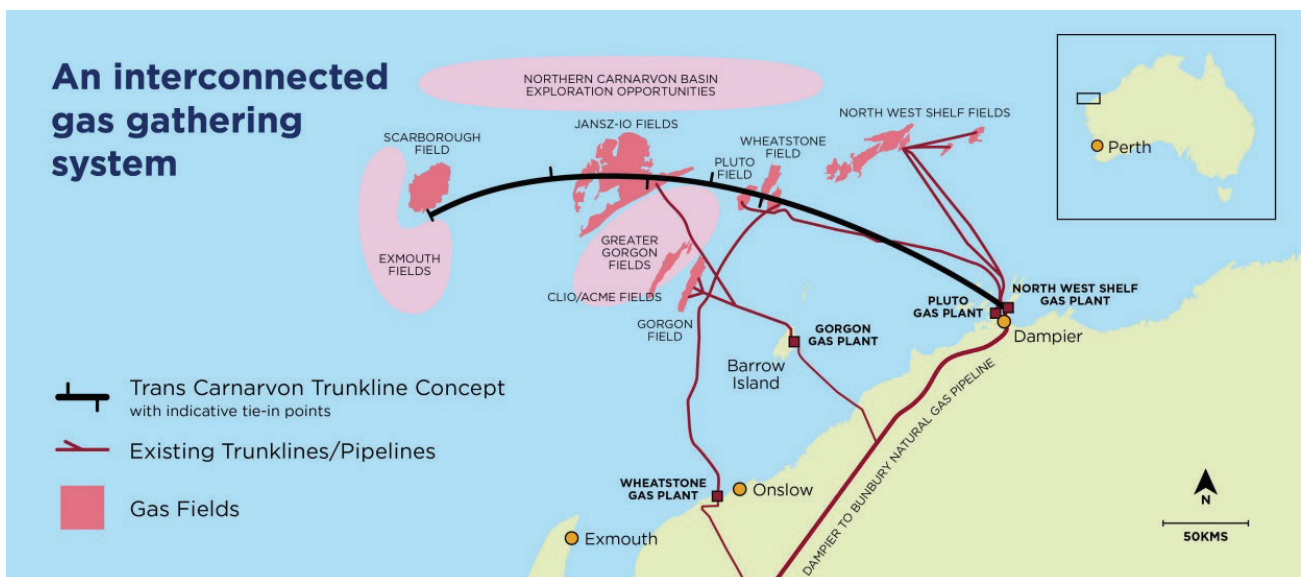 An interconnected
gas gathering
system
NORTHERN CARNARVON BASIN
EXPLORATION OPPORTUNITIES
SCARBOROUGH
FIELD
JANSZ-IO FIELDS
PLUTO
FIELD
WHEATSTONE
FIELD
NORTH WEST SHELF FIELDS
Perth
EXMOUTH
FIELDS
GREATER
GORGON
FIELDS
CLIO/ACME FIELDS
GORGON
FIELD
GORGON
GAS PLANT
Barrow
Island
PLUTO
GAS PLANT
NORTH WEST SHELF
GAS PLANT
Dampier
DAMPIER TO BUNBURY NATURAL GAS PIPELINE
WHEATSTONE
GAS PLANT
Onslow
Exmouth
Trans Carnarvon Trunkline Concept
with indicative tie-in points
Existing Trunklines/Pipelines
Gas Fields
N
50KMS